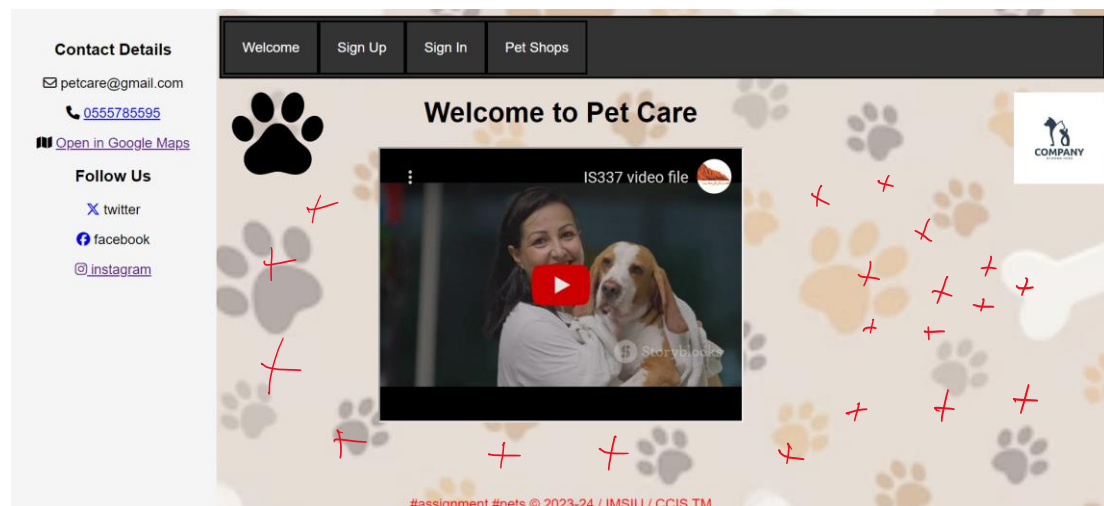 Contact Details
petcare@gmail.com
0555785595
Open in Google Maps
Follow Us
twitter
facebook
instagram
Welcome
Sign Up
Sign In
Pet Shops
Welcome to Pet Care
COMPANY
IS337 video file
Storyblocks
#assignment #pets © 2023-24 / IMSIU / CCIS TM